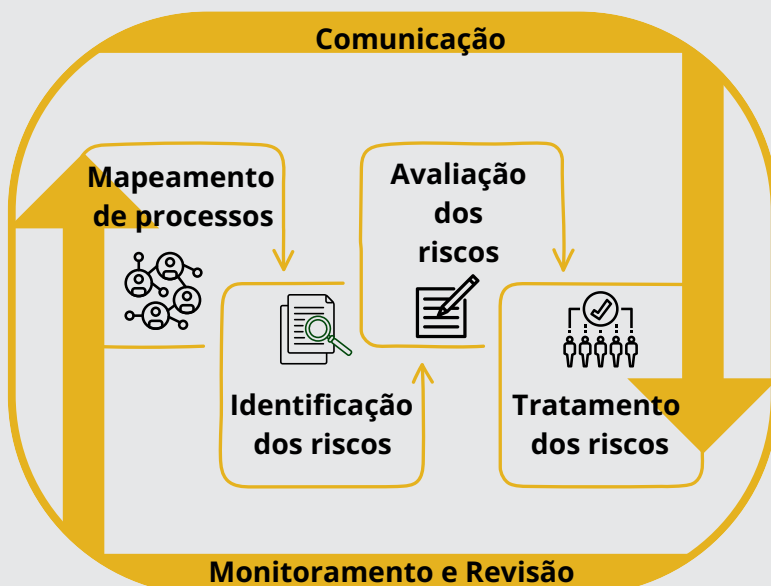 Comunicação
Mapeamento
de processos
Identificação
dos riscos
Avaliação
dos
riscos
Tratamento
dos riscos
Monitoramento e Revisão